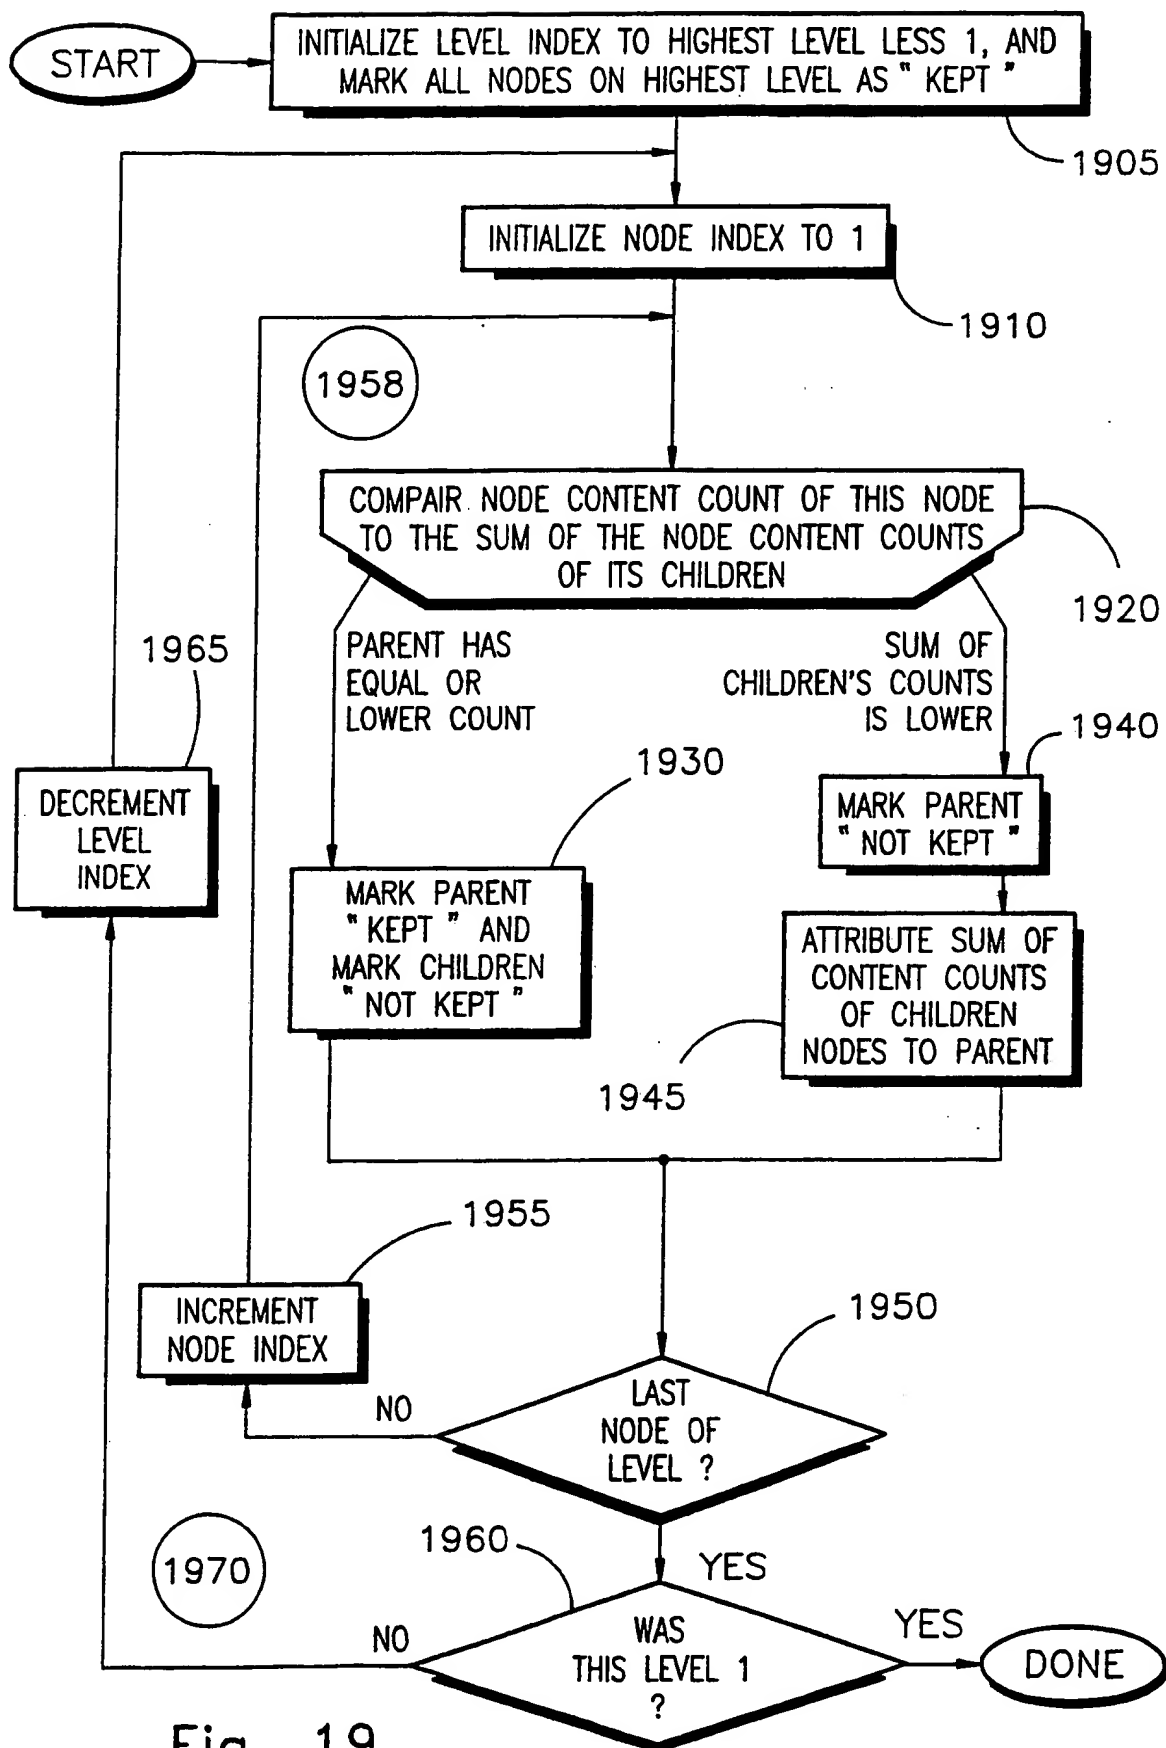 START
INITIALIZE LEVEL INDEX TO HIGHEST LEVEL LESS 1, AND
MARK ALL NODES ON HIGHEST LEVEL AS " KEPT "
1905
INITIALIZE NODE INDEX TO 1
1910
1958
COMPAIR NODE CONTENT COUNT OF THIS NODE
TO THE SUM OF THE NODE CONTENT COUNTS
OF ITS CHILDREN
1920
PARENT HAS
EQUAL OR
LOWER COUNT
SUM OF
CHILDREN'S COUNTS
IS LOWER
1965
DECREMENT
LEVEL
INDEX
1930
MARK PARENT
" KEPT " AND
MARK CHILDREN
" NOT KEPT "
1940
MARK PARENT
" NOT KEPT "
ATTRIBUTE SUM OF
CONTENT COUNTS
OF CHILDREN
NODES TO PARENT
1945
1955
INCREMENT
NODE INDEX
1950
LAST
NODE OF
LEVEL ?
NO
YES
1960
1970
WAS
THIS LEVEL 1
?
NO
YES
DONE
Fig. 19